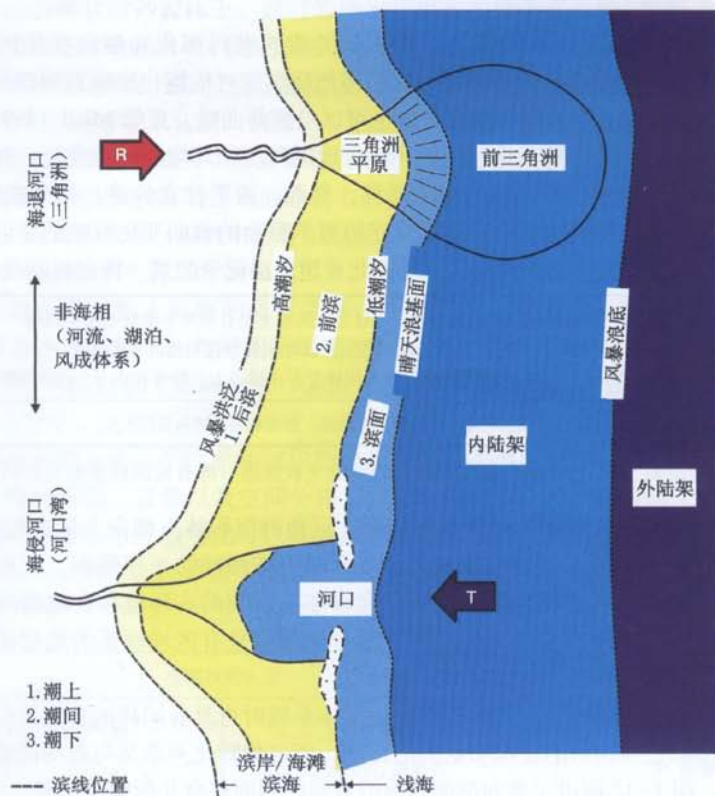 海退河口
(三角洲)
R
三角洲
平原
前三角洲
非海相
(河流、湖泊、
风成体系)
高潮汐
2. 前滨
低潮汐
晴天浪基面
风暴浪底
风暴洪泛
1. 后滨
3. 滨面
内陆架
外陆架
海侵河口
(河口湾)
河口
T
1. 潮上
2. 潮间
3. 潮下
滨线位置
滨岸/海滩
滨海
浅海